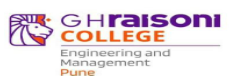 GHRAISONI
COLLEGE
Engineering and
Management
Pune